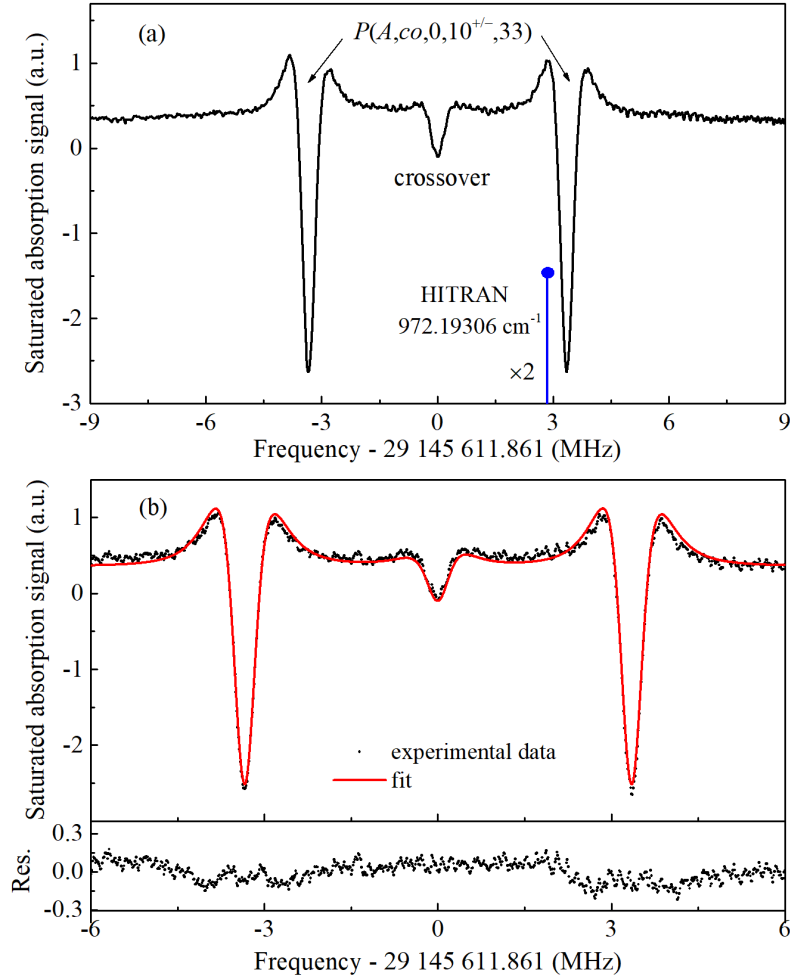 (a)
P(A,co,0,10⁺/⁻,33)
Saturated absorption signal (a.u.)
1
0
-1
-2
-3
crossover
HITRAN
972.19306 cm⁻¹
×2
-9 -6 -3 0 3 6 9
Frequency - 29 145 611.861 (MHz)
(b)
Saturated absorption signal (a.u.)
1
0
-1
-2
experimental data
fit
Res.
0.3
0.0
-0.3
-6 -3 0 3 6
Frequency - 29 145 611.861 (MHz)